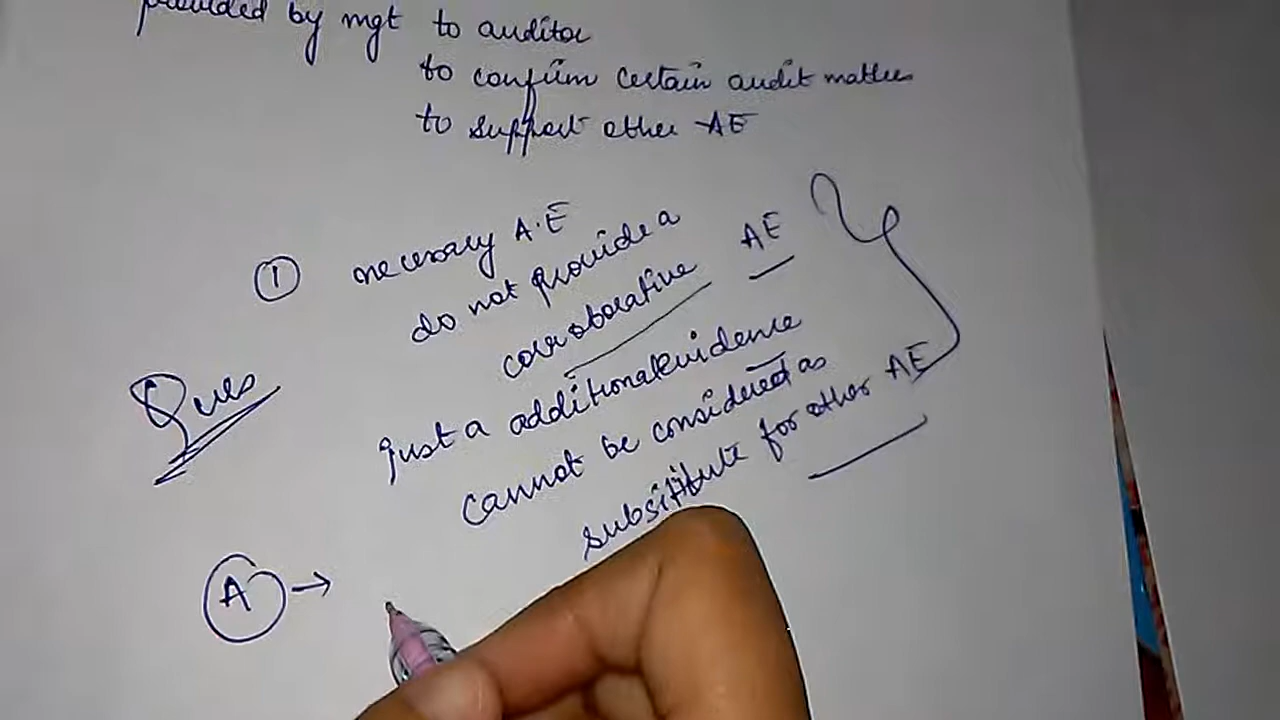 provided by mgt to auditor
to confirm certain audit matters
to support other AE
① necessary A.E
do not provide a
corroborative AE
just a additional evidence
cannot be considered as
substitute for other AE
Ques
A →